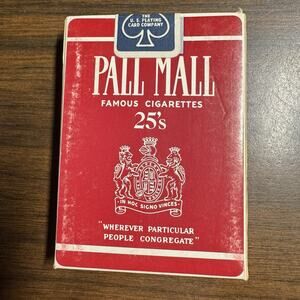 THE
U. S. PLAYING
CARD COMPANY
PALL MALL
FAMOUS CIGARETTES
25's
IN HOC SIGNO VINCES
"WHEREVER PARTICULAR
PEOPLE CONGREGATE"